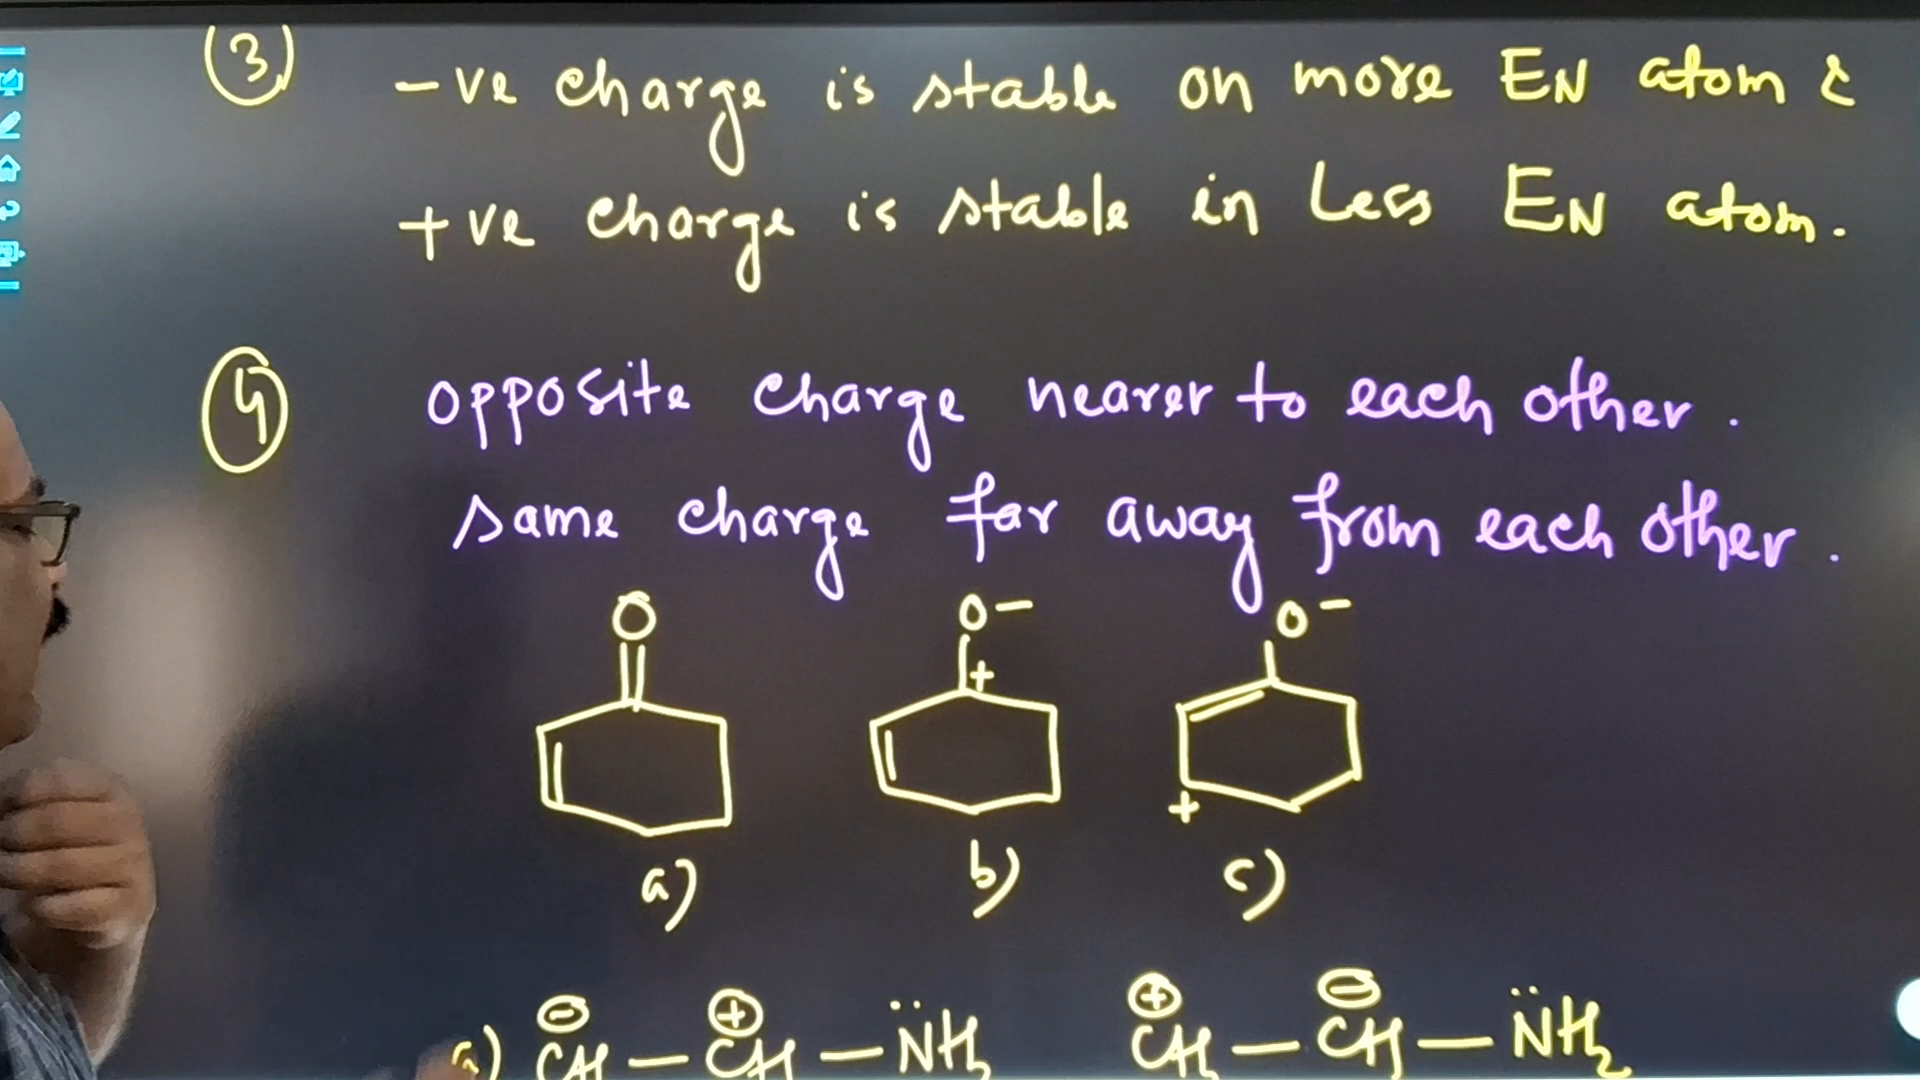 3
-ve charge is stable on more EN atom &
+ve charge is stable in Less EN atom.
4
opposite charge nearer to each other.
same charge far away from each other.
O O- O-
+
+
a) b) c)
⊖ ⊕ ⊕ ⊖
a) CH — CH — N̈H₂ CH₂ — CH — N̈H₂